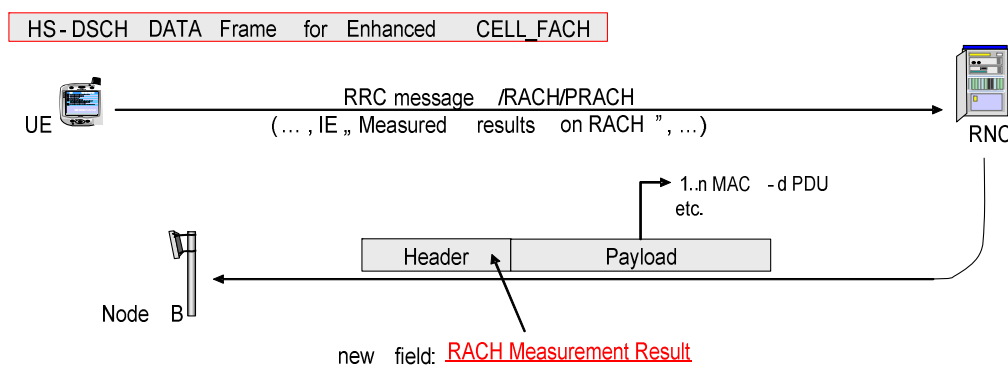 HS-DSCH DATA Frame for Enhanced CELL_FACH
RRC message /RACH/PRACH
UE
(… , IE „ Measured results on RACH ” , …)
RNC
1..n MAC -d PDU
etc.
Header Payload
Node B
new field: RACH Measurement Result